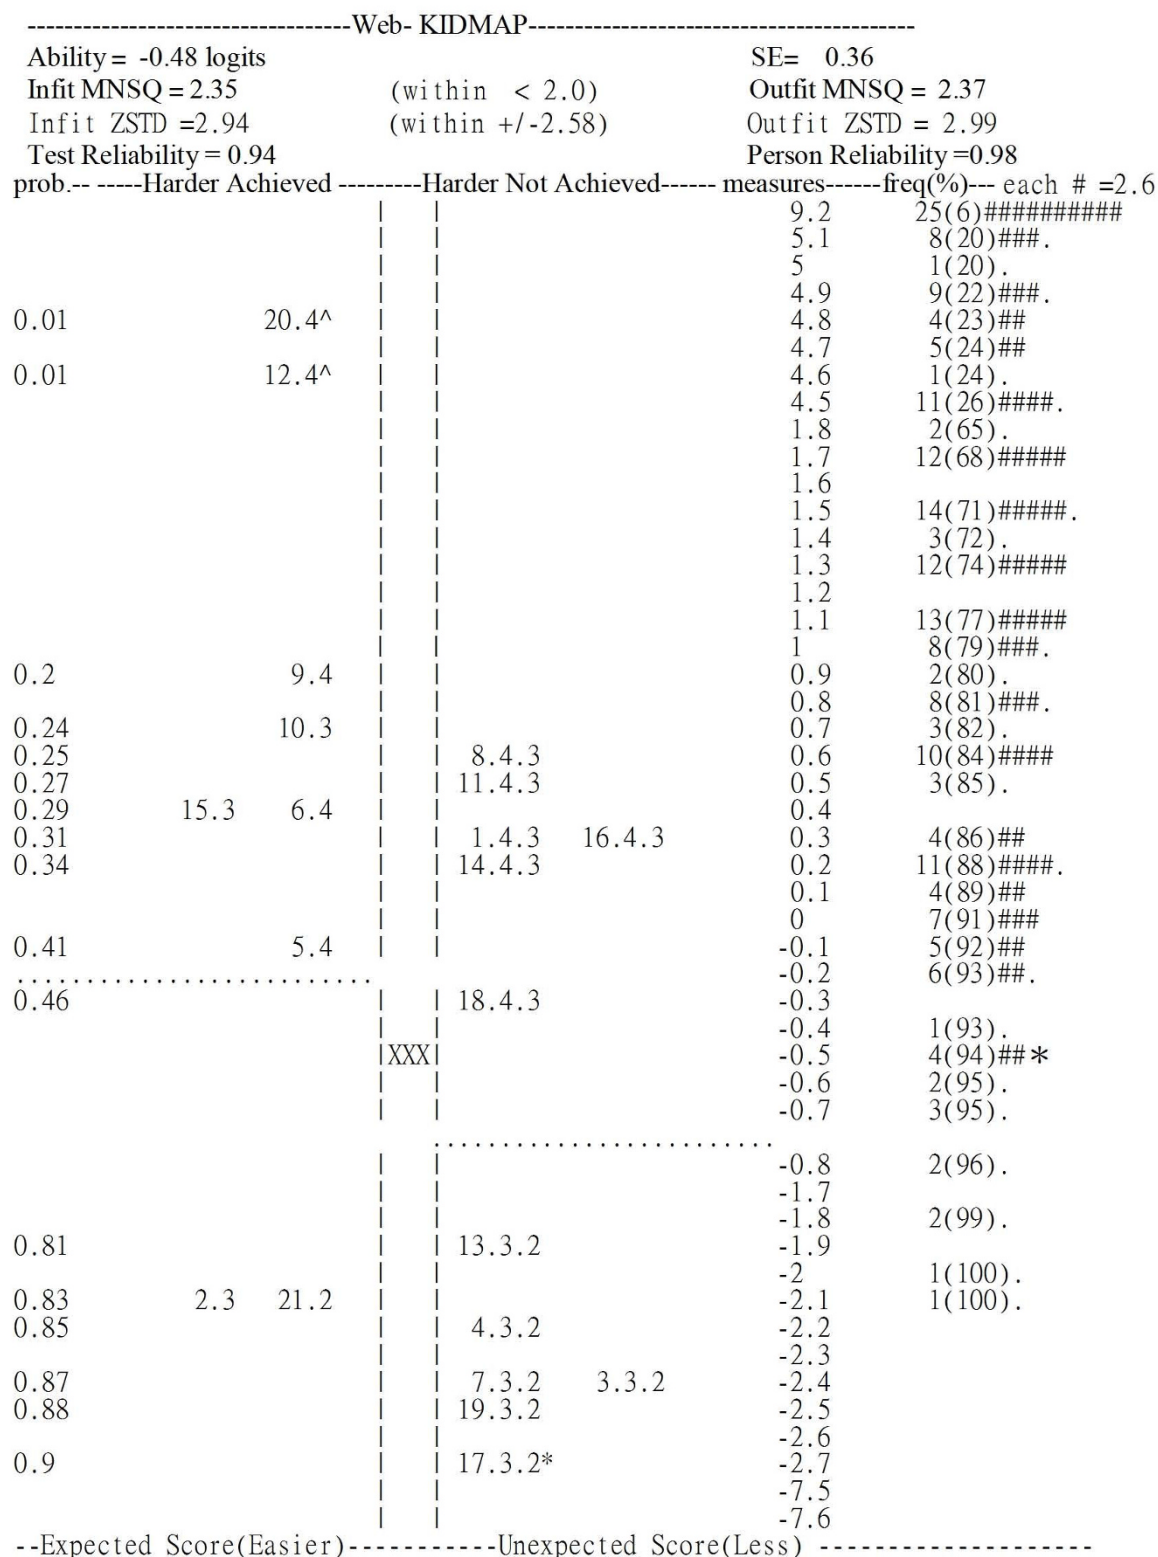 -----------------------------------Web- KIDMAP------------------------------------------
Ability = -0.48 logits SE= 0.36
Infit MNSQ = 2.35 (within < 2.0) Outfit MNSQ = 2.37
Infit ZSTD =2.94 (within +/-2.58) Outfit ZSTD = 2.99
Test Reliability = 0.94 Person Reliability =0.98
prob.-- -----Harder Achieved ---------Harder Not Achieved------ measures------freq(%)--- each # =2.6
| | 9.2 25(6)##########
| | 5.1 8(20)###.
| | 5 1(20).
| | 4.9 9(22)###.
0.01 20.4^ | | 4.8 4(23)##
| | 4.7 5(24)##
0.01 12.4^ | | 4.6 1(24).
| | 4.5 11(26)####.
| | 1.8 2(65).
| | 1.7 12(68)#####
| | 1.6
| | 1.5 14(71)#####.
| | 1.4 3(72).
| | 1.3 12(74)#####
| | 1.2
| | 1.1 13(77)#####
| | 1 8(79)###.
0.2 9.4 | | 0.9 2(80).
| | 0.8 8(81)###.
0.24 10.3 | | 0.7 3(82).
0.25 | | 8.4.3 0.6 10(84)####
0.27 | | 11.4.3 0.5 3(85).
0.29 15.3 6.4 | | 0.4
0.31 | | 1.4.3 16.4.3 0.3 4(86)##
0.34 | | 14.4.3 0.2 11(88)####.
| | 0.1 4(89)##
| | 0 7(91)###
0.41 5.4 | | -0.1 5(92)##
.......................... -0.2 6(93)##.
0.46 | | 18.4.3 -0.3
| | -0.4 1(93).
|XXX| -0.5 4(94)##*
| | -0.6 2(95).
| | -0.7 3(95).
.........................
| | -0.8 2(96).
| | -1.7
| | -1.8 2(99).
0.81 | | 13.3.2 -1.9
| | -2 1(100).
0.83 2.3 21.2 | | -2.1 1(100).
0.85 | | 4.3.2 -2.2
| | -2.3
0.87 | | 7.3.2 3.3.2 -2.4
0.88 | | 19.3.2 -2.5
| | -2.6
0.9 | | 17.3.2* -2.7
| | -7.5
| | -7.6
--Expected Score(Easier)-----------Unexpected Score(Less) --------------------